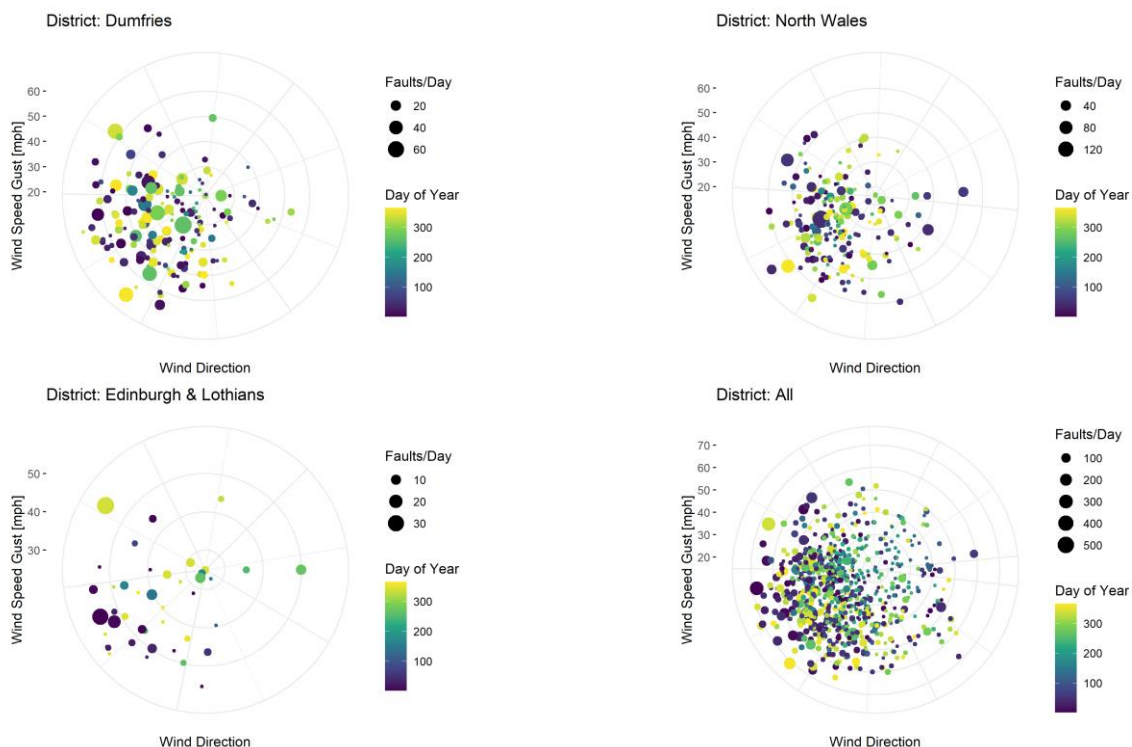 District: Dumfries
Wind Speed Gust [mph]
60
50
40
30
20
Wind Direction
Faults/Day
20
40
60
Day of Year
300
200
100
District: North Wales
Wind Speed Gust [mph]
60
50
40
30
20
Wind Direction
Faults/Day
40
80
120
Day of Year
300
200
100
District: Edinburgh & Lothians
Wind Speed Gust [mph]
50
40
30
Wind Direction
Faults/Day
10
20
30
Day of Year
300
200
100
District: All
Wind Speed Gust [mph]
70
60
50
40
30
20
Wind Direction
Faults/Day
100
200
300
400
500
Day of Year
300
200
100